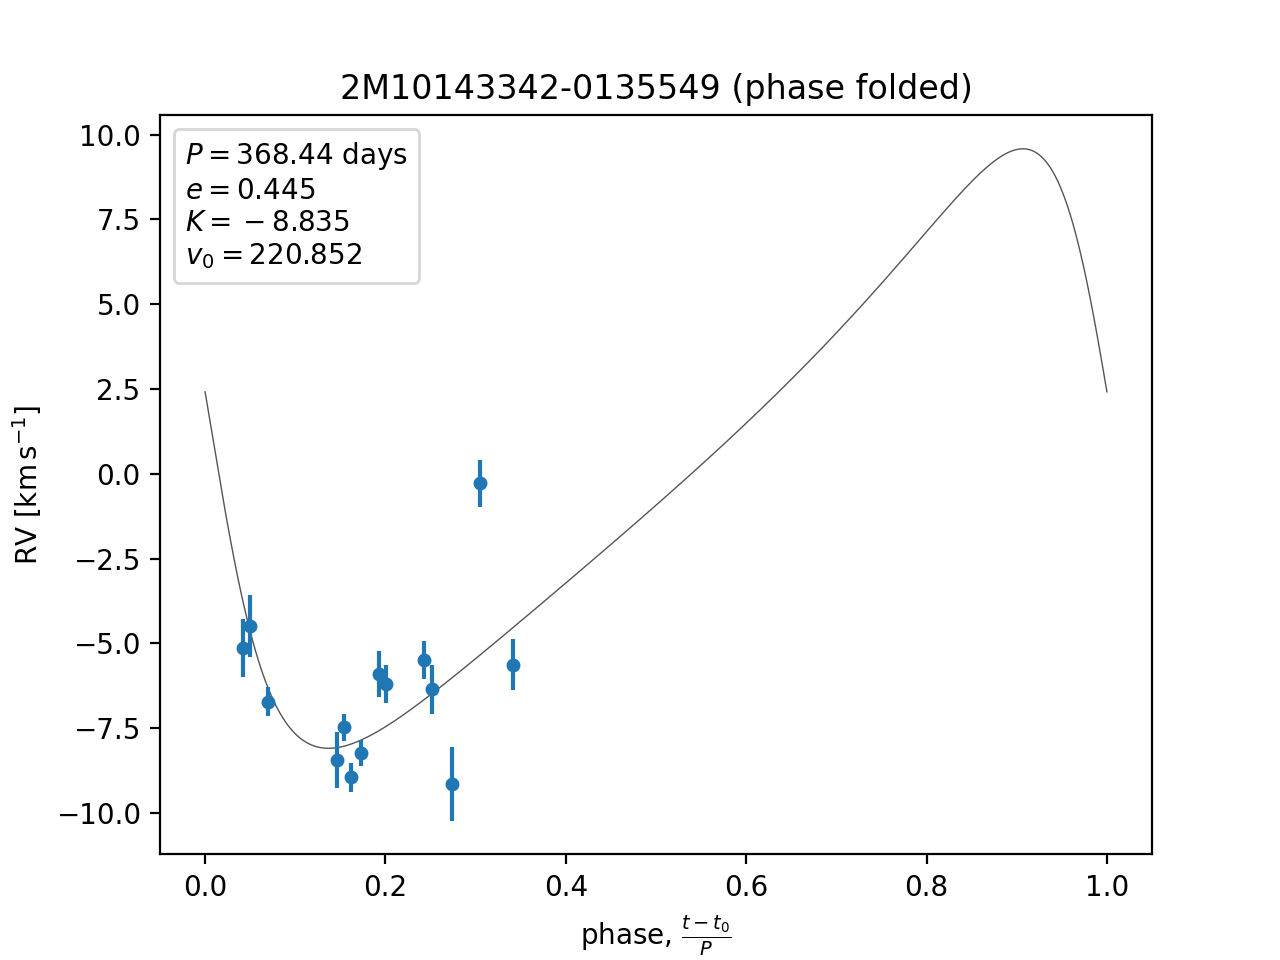 2M10143342-0135549 (phase folded)
P = 368.44 days
e = 0.445
K = −8.835
v₀ = 220.852
10.0
7.5
5.0
2.5
0.0
−2.5
−5.0
−7.5
−10.0
RV [km s⁻¹]
0.0 0.2 0.4 0.6 0.8 1.0
phase, (t − t₀)/P